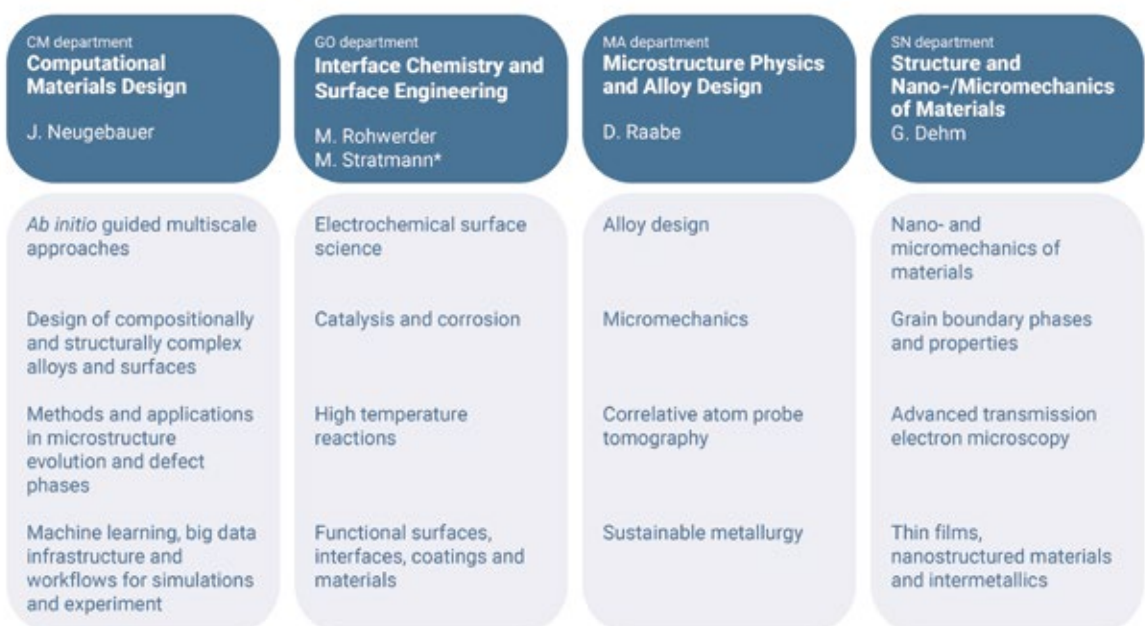 CM department
Computational
Materials Design
J. Neugebauer
Ab initio guided multiscale
approaches
Design of compositionally
and structurally complex
alloys and surfaces
Methods and applications
in microstructure
evolution and defect
phases
Machine learning, big data
infrastructure and
workflows for simulations
and experiment
GO department
Interface Chemistry and
Surface Engineering
M. Rohwerder
M. Stratmann*
Electrochemical surface
science
Catalysis and corrosion
High temperature
reactions
Functional surfaces,
interfaces, coatings and
materials
MA department
Microstructure Physics
and Alloy Design
D. Raabe
Alloy design
Micromechanics
Correlative atom probe
tomography
Sustainable metallurgy
SN department
Structure and
Nano-/Micromechanics
of Materials
G. Dehm
Nano- and
micromechanics of
materials
Grain boundary phases
and properties
Advanced transmission
electron microscopy
Thin films,
nanostructured materials
and intermetallics